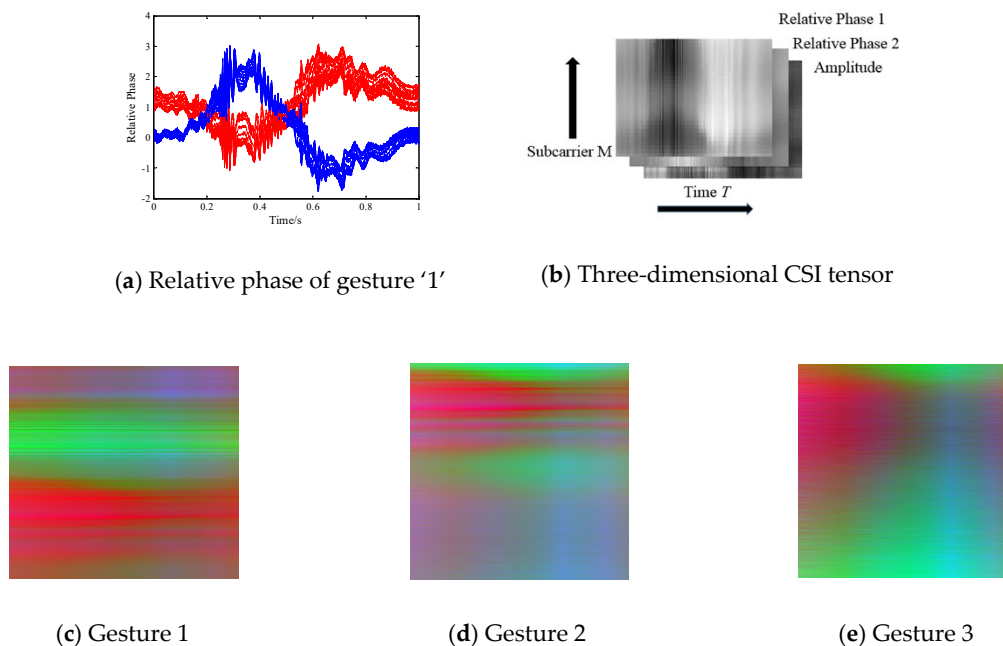 4
3
2
1
0
-1
-2
Relative Phase
0
0.2
0.4
0.6
0.8
1
Time/s
(a) Relative phase of gesture ‘1’
Relative Phase 1
Relative Phase 2
Amplitude
Subcarrier M
Time T
(b) Three-dimensional CSI tensor
(c) Gesture 1
(d) Gesture 2
(e) Gesture 3